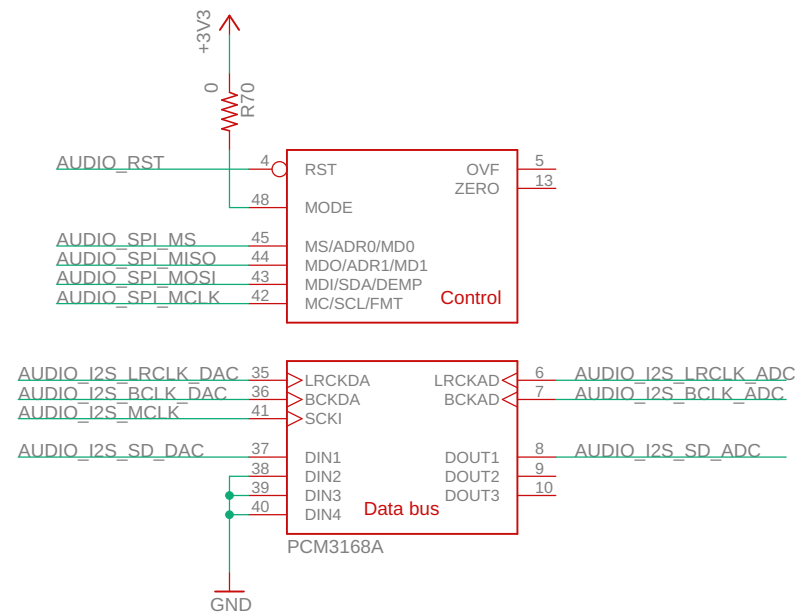 +3V3
0
R70
AUDIO_RST 4 RST OVF 5
ZERO 13
48 MODE
AUDIO_SPI_MS 45 MS/ADR0/MD0
AUDIO_SPI_MISO 44 MDO/ADR1/MD1
AUDIO_SPI_MOSI 43 MDI/SDA/DEMP
AUDIO_SPI_MCLK 42 MC/SCL/FMT Control
AUDIO_I2S_LRCLK_DAC 35 LRCKDA LRCKAD 6 AUDIO_I2S_LRCLK_ADC
AUDIO_I2S_BCLK_DAC 36 BCKDA BCKAD 7 AUDIO_I2S_BCLK_ADC
AUDIO_I2S_MCLK 41 SCKI
AUDIO_I2S_SD_DAC 37 DIN1 DOUT1 8 AUDIO_I2S_SD_ADC
38 DIN2 DOUT2 9
39 DIN3 DOUT3 10
40 DIN4 Data bus
PCM3168A
GND